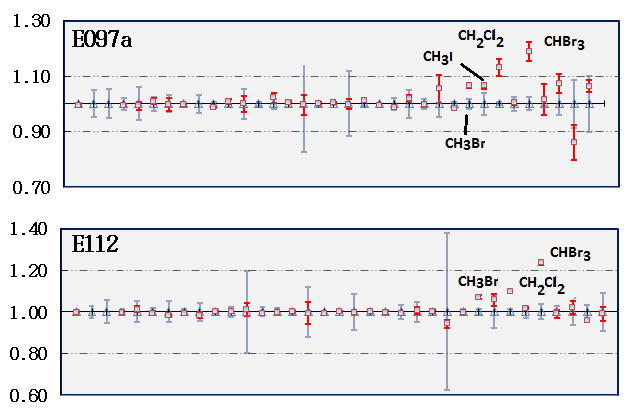 1.30
E097a
CH2Cl2
CHBr3
CH3I
1.10
0.90
CH3Br
0.70
1.40
E112
CHBr3
1.20
CH3Br
CH2Cl2
1.00
0.80
0.60